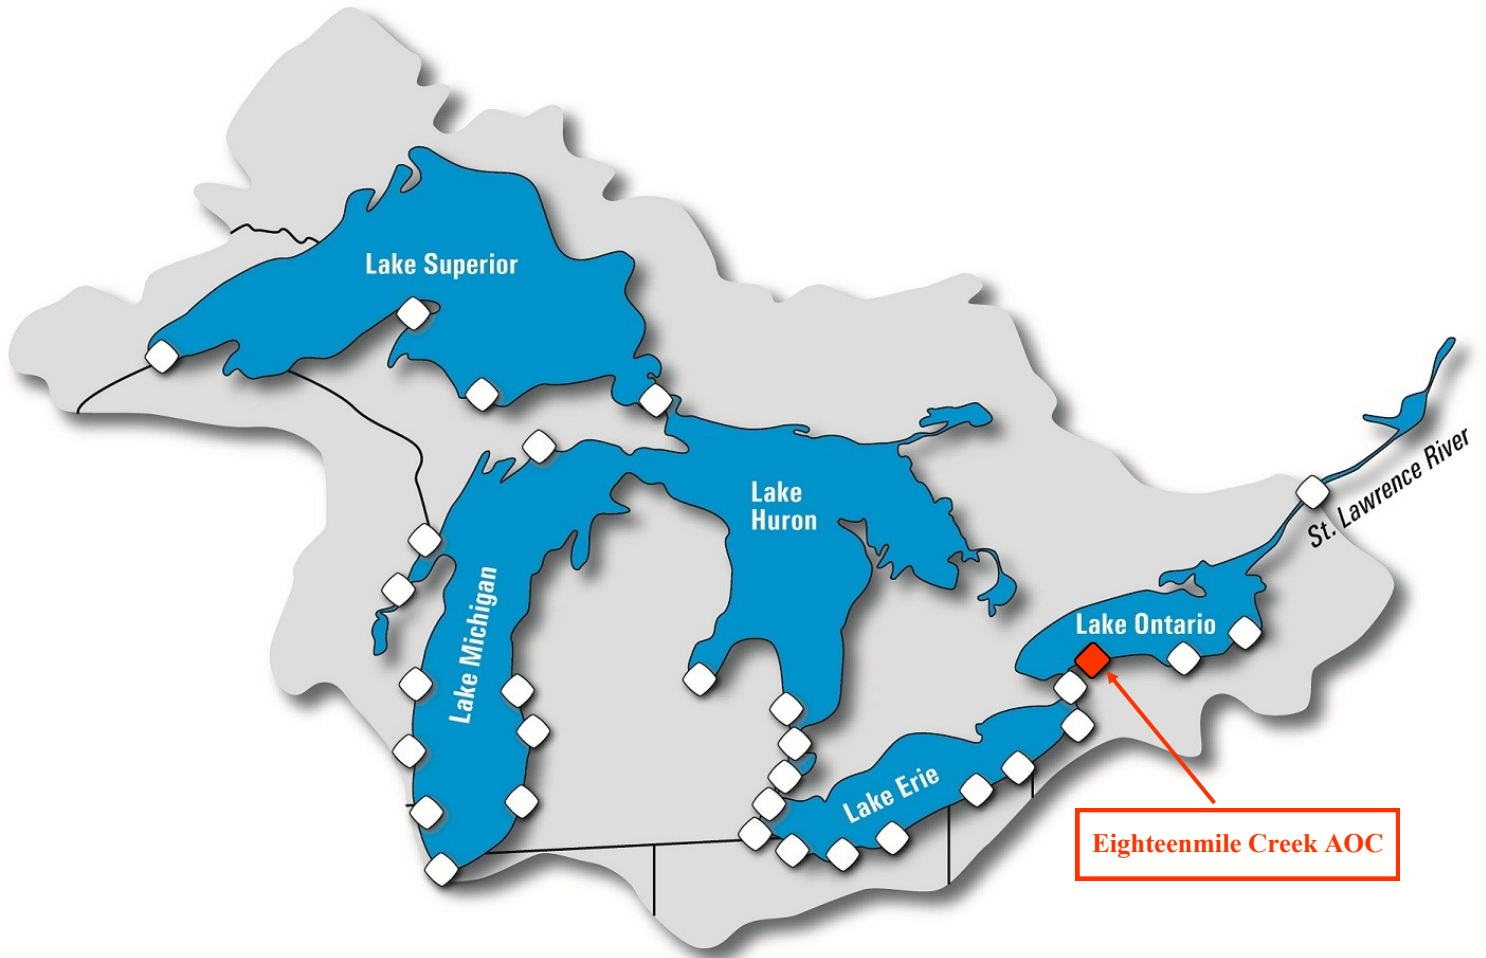 Lake Superior
Lake
Huron
St. Lawrence River
Lake Michigan
Lake Ontario
Lake Erie
Eighteenmile Creek AOC